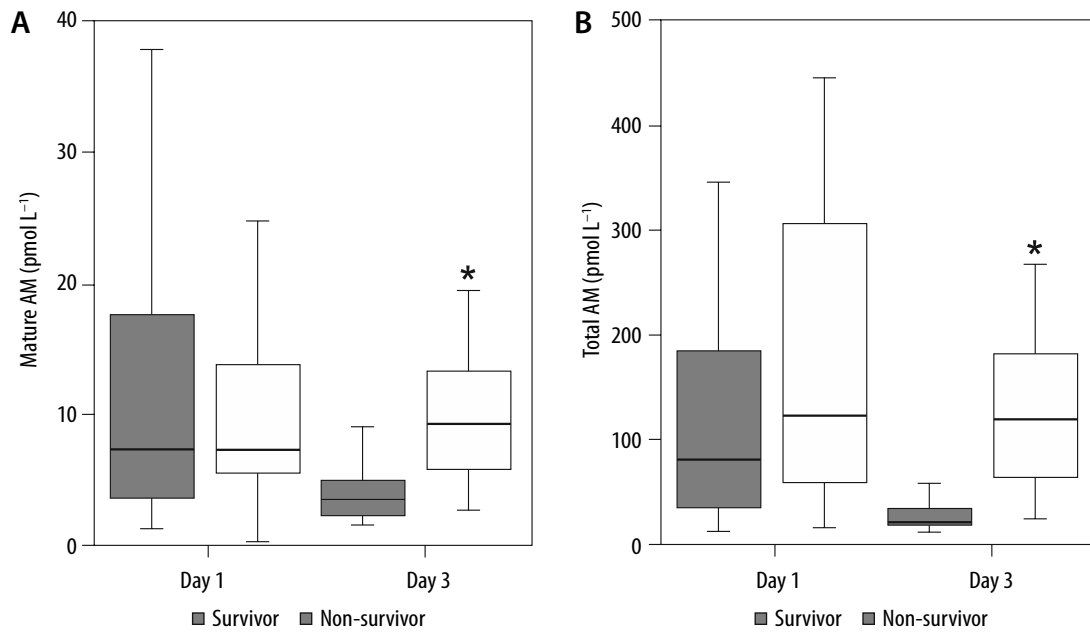 A
Mature AM (pmol L⁻¹)
40
30
20
10
0
*
Day 1 Day 3
Survivor Non-survivor
B
Total AM (pmol L⁻¹)
500
400
300
200
100
0
*
Day 1 Day 3
Survivor Non-survivor